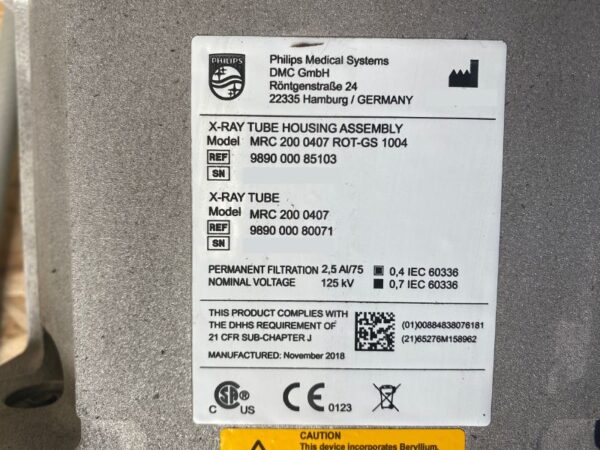 PHILIPS
Philips Medical Systems
DMC GmbH
Röntgenstraße 24
22335 Hamburg / GERMANY
X-RAY TUBE HOUSING ASSEMBLY
Model MRC 200 0407 ROT-GS 1004
REF 9890 000 85103
SN
X-RAY TUBE
Model MRC 200 0407
REF 9890 000 80071
SN
PERMANENT FILTRATION 2,5 Al/75 0,4 IEC 60336
NOMINAL VOLTAGE 125 kV 0,7 IEC 60336
THIS PRODUCT COMPLIES WITH
THE DHHS REQUIREMENT OF
21 CFR SUB-CHAPTER J
MANUFACTURED: November 2018
(01)00884838076181
(21)65276M158962
C SA ® US
CE 0123
CAUTION
This device incorporates Beryllium.